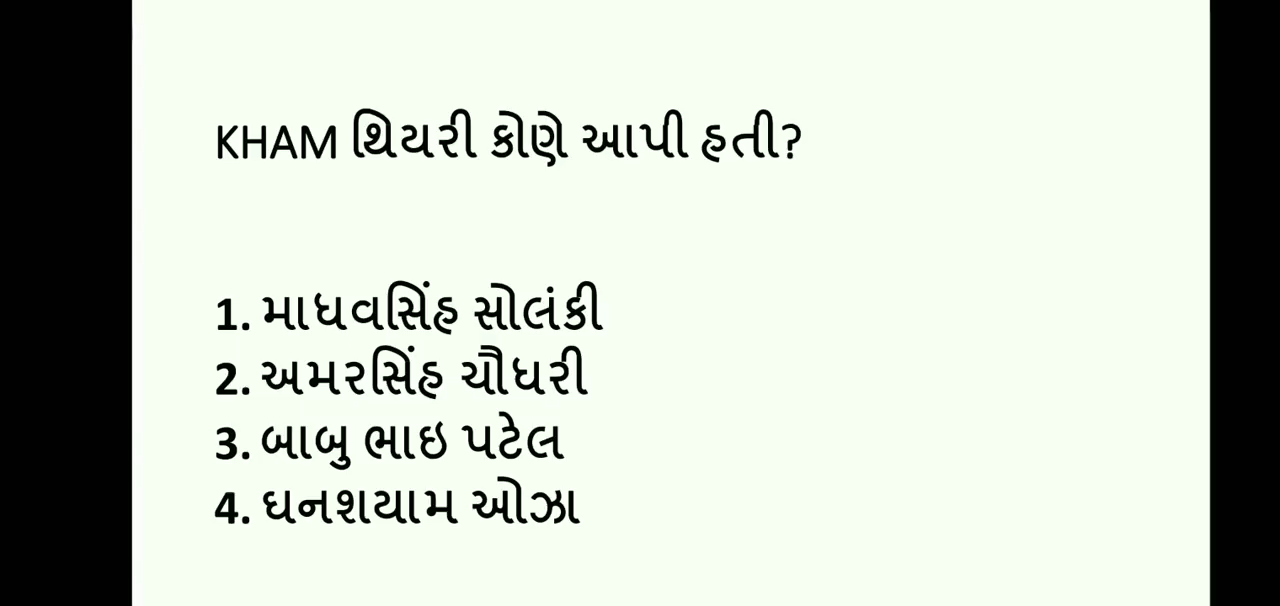 KHAM થિયરી કોણે આપી હતી?
1. માધવસિંહ સોલંકી
2. અમરસિંહ ચૌધરી
3. બાબુ ભાઇ પટેલ
4. ઘનશયામ ઓઝા